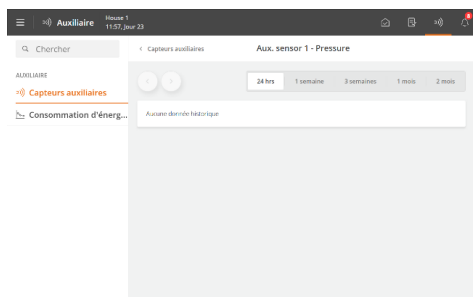 Auxiliaire
House 1
11:57, Jour 23
8
Chercher
Capteurs auxiliaires
Aux. sensor 1 - Pressure
AUXILIAIRE
Capteurs auxiliaires
Consommation d'énerg...
24 hrs
1 semaine
3 semaines
1 mois
2 mois
Aucune donnée historique